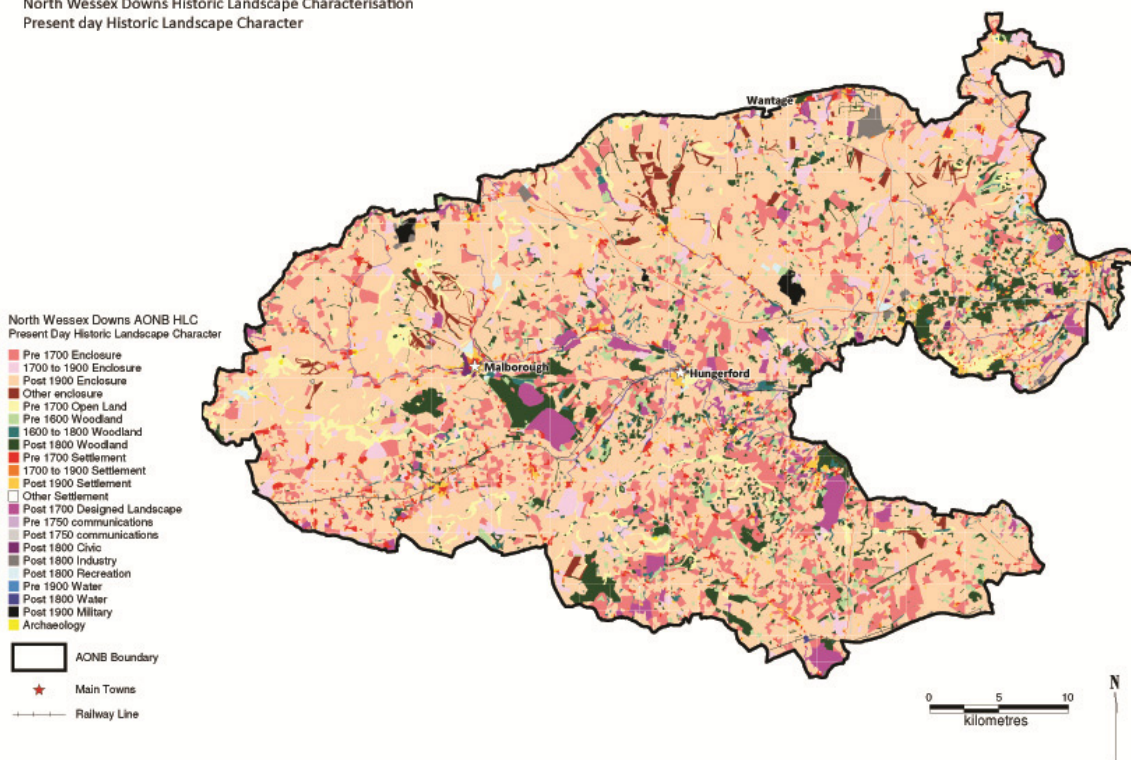 North Wessex Downs Historic Landscape Characterisation
Present day Historic Landscape Character
Wantage
Malborough
Hungerford
North Wessex Downs AONB HLC
Present Day Historic Landscape Character
Pre 1700 Enclosure
1700 to 1900 Enclosure
Post 1900 Enclosure
Other enclosure
Pre 1700 Open Land
Pre 1600 Woodland
1600 to 1800 Woodland
Post 1800 Woodland
Pre 1700 Settlement
1700 to 1900 Settlement
Post 1900 Settlement
Other Settlement
Post 1700 Designed Landscape
Pre 1750 communications
Post 1750 communications
Post 1800 Civic
Post 1800 Industry
Post 1800 Recreation
Pre 1900 Water
Post 1800 Water
Post 1900 Military
Archaeology
AONB Boundary
Main Towns
Railway Line
0 5 10
kilometres
N